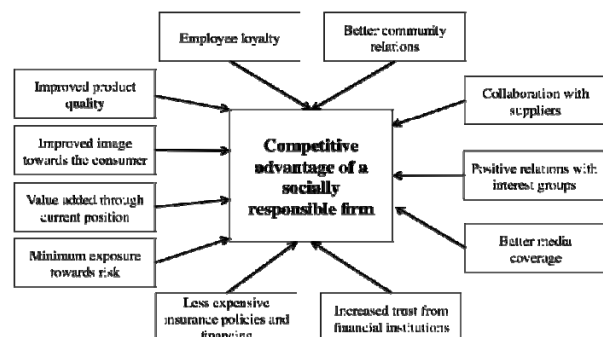 Employee loyalty
Better community
relations
Improved product
quality
Collaboration with
suppliers
Improved image
towards the consumer
Competitive
advantage of a
socially
responsible firm
Positive relations with
interest groups
Value added through
current position
Better media
coverage
Minimum exposure
towards risk
Less expensive
insurance policies and
financing
Increased trust from
financial institutions